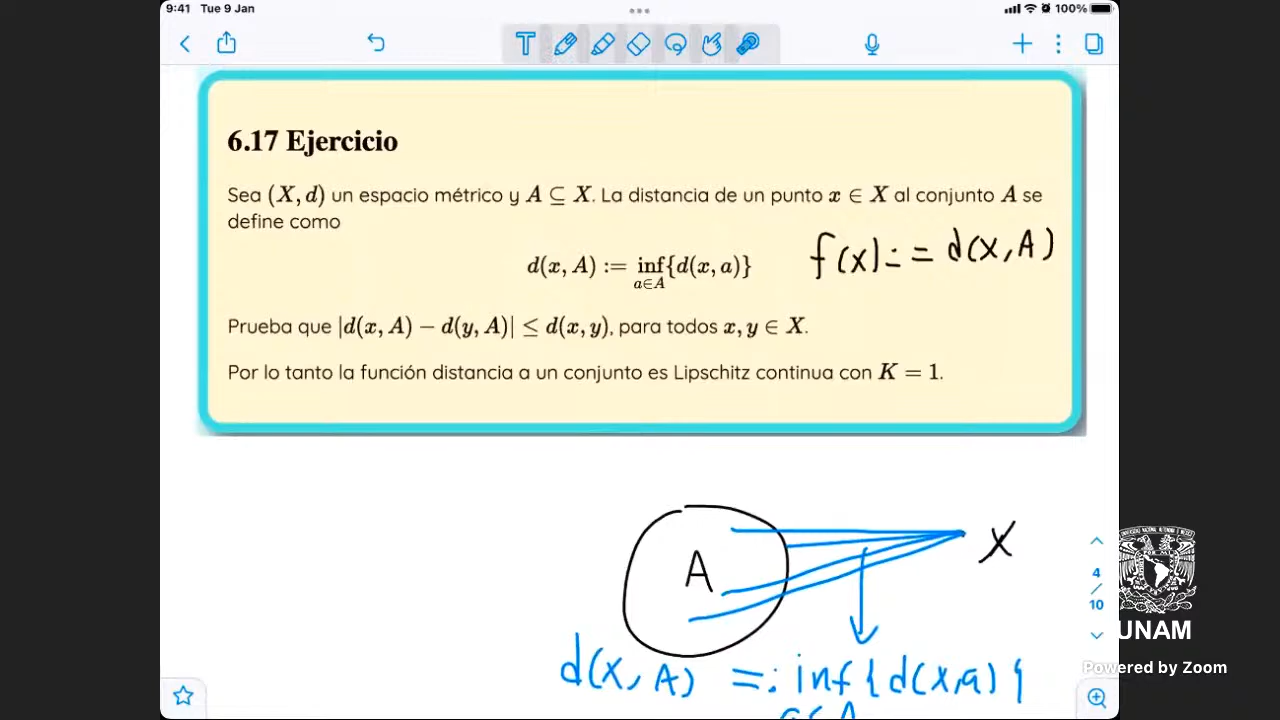 9:41 Tue 9 Jan
100%
6.17 Ejercicio
Sea (X, d) un espacio métrico y A ⊆ X. La distancia de un punto x ∈ X al conjunto A se
define como
d(x, A) := inf{d(x, a)}
a∈A
f(x):= = d(x, A)
Prueba que |d(x, A) − d(y, A)| ≤ d(x, y), para todos x, y ∈ X.
Por lo tanto la función distancia a un conjunto es Lipschitz continua con K = 1.
A
X
4
/
10
d(x, A) =: inf{d(x,a)}
a∈A
UNAM
Powered by Zoom